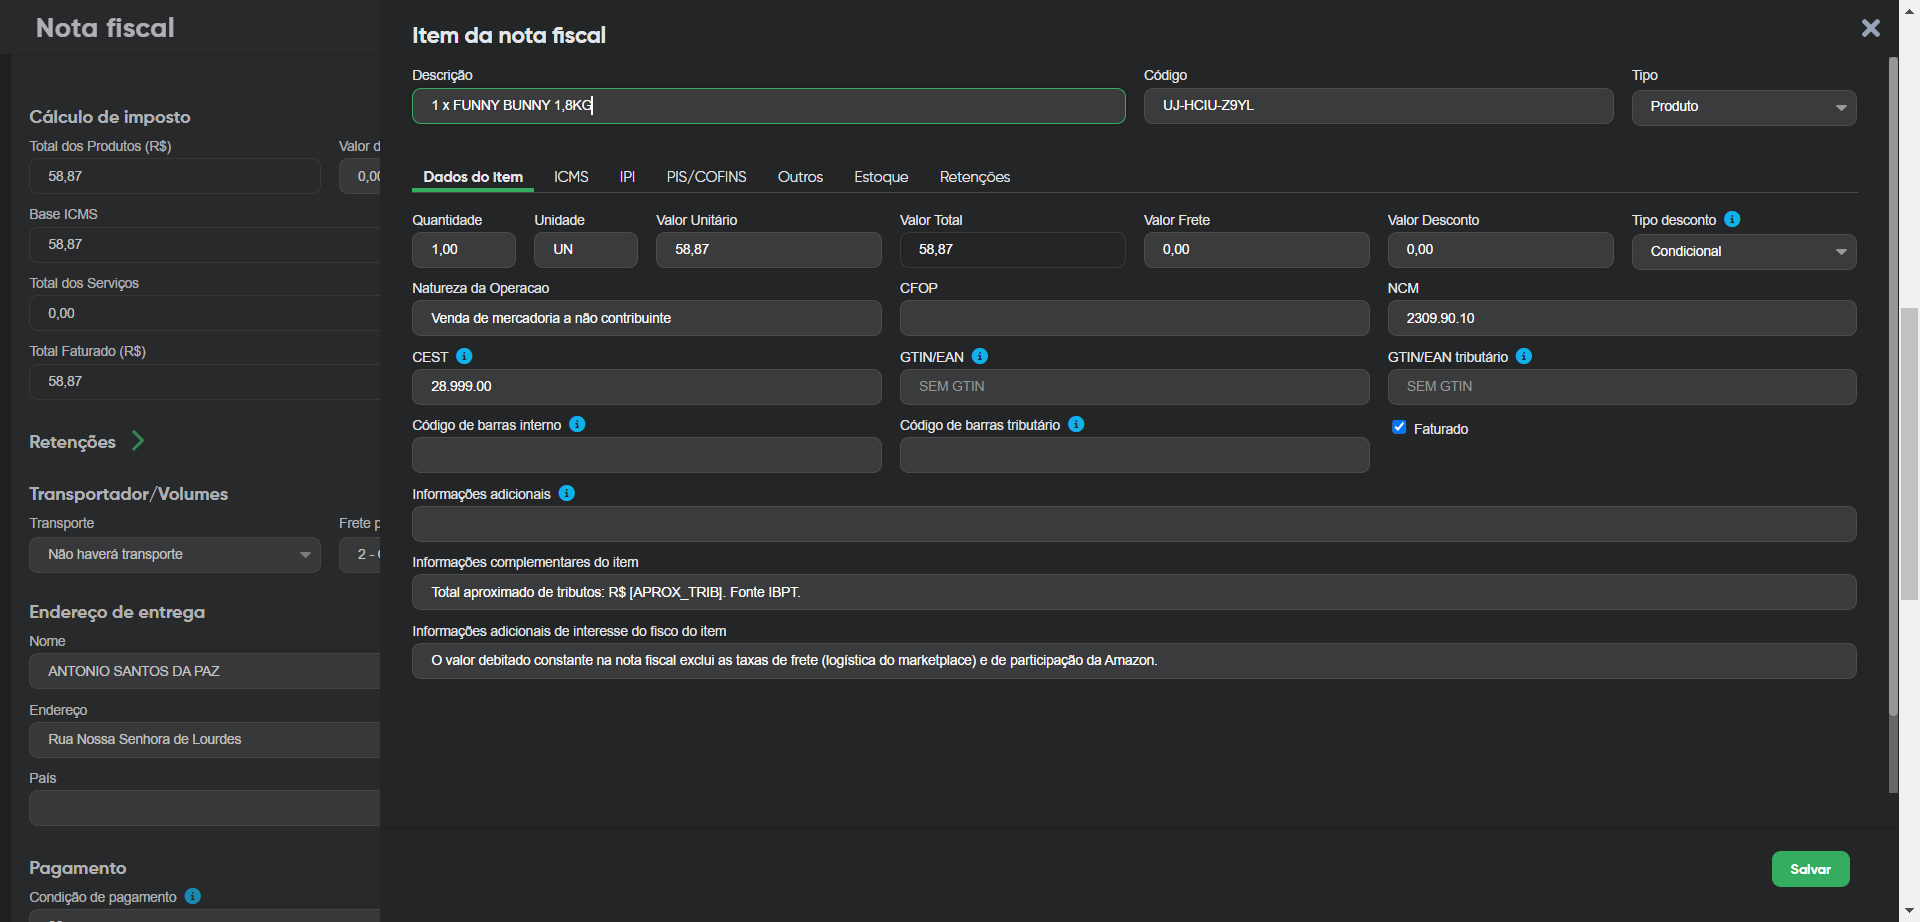 Nota fiscal
Cálculo de imposto
Total dos Produtos (R$)
Valor d
58,87
0,00
Base ICMS
58,87
Total dos Serviços
0,00
Total Faturado (R$)
58,87
Retenções
Transportador/Volumes
Transporte
Frete p
Não haverá transporte
2 -
Endereço de entrega
Nome
ANTONIO SANTOS DA PAZ
Endereço
Rua Nossa Senhora de Lourdes
País
Pagamento
Condição de pagamento
Item da nota fiscal
Descrição
Código
Tipo
1 x FUNNY BUNNY 1,8KG
UJ-HCIU-Z9YL
Produto
Dados do Item
ICMS
IPI
PIS/COFINS
Outros
Estoque
Retenções
Quantidade
Unidade
Valor Unitário
Valor Total
Valor Frete
Valor Desconto
Tipo desconto
1,00
UN
58,87
58,87
0,00
0,00
Condicional
Natureza da Operacao
CFOP
NCM
Venda de mercadoria a não contribuinte
2309.90.10
CEST
GTIN/EAN
GTIN/EAN tributário
28.999.00
SEM GTIN
SEM GTIN
Código de barras interno
Código de barras tributário
Faturado
Informações adicionais
Informações complementares do item
Total aproximado de tributos: R$ [APROX_TRIB]. Fonte IBPT.
Informações adicionais de interesse do fisco do item
O valor debitado constante na nota fiscal exclui as taxas de frete (logística do marketplace) e de participação da Amazon.
Salvar